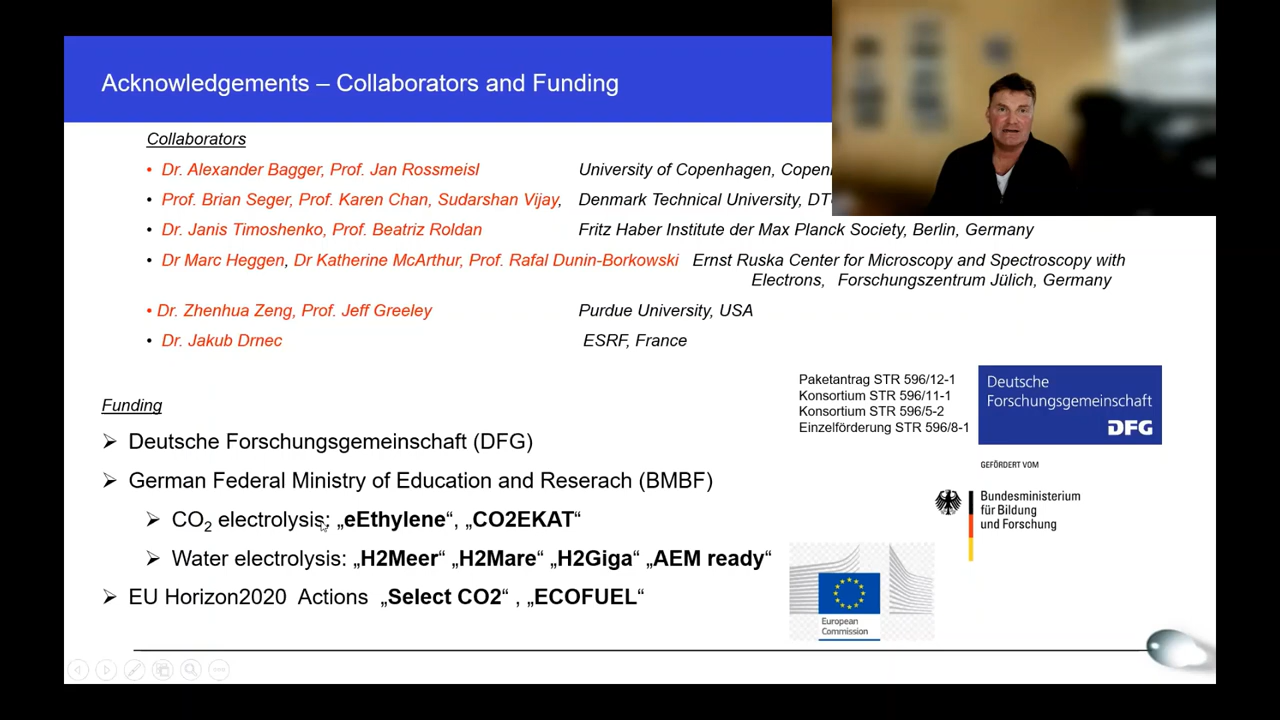 Acknowledgements – Collaborators and Funding
Collaborators
• Dr. Alexander Bagger, Prof. Jan Rossmeisl University of Copenhagen, Copen
• Prof. Brian Seger, Prof. Karen Chan, Sudarshan Vijay, Denmark Technical University, DT
• Dr. Janis Timoshenko, Prof. Beatriz Roldan Fritz Haber Institute der Max Planck Society, Berlin, Germany
• Dr Marc Heggen, Dr Katherine McArthur, Prof. Rafal Dunin-Borkowski Ernst Ruska Center for Microscopy and Spectroscopy with
Electrons, Forschungszentrum Jülich, Germany
• Dr. Zhenhua Zeng, Prof. Jeff Greeley Purdue University, USA
• Dr. Jakub Drnec ESRF, France
Paketantrag STR 596/12-1
Konsortium STR 596/11-1
Konsortium STR 596/5-2
Einzelförderung STR 596/8-1
Deutsche
Forschungsgemeinschaft
DFG
Funding
➢ Deutsche Forschungsgemeinschaft (DFG)
GEFÖRDERT VOM
➢ German Federal Ministry of Education and Reserach (BMBF)
Bundesministerium
für Bildung
und Forschung
➢ CO₂ electrolysis: „eEthylene“, „CO2EKAT“
➢ Water electrolysis: „H2Meer“ „H2Mare“ „H2Giga“ „AEM ready“
➢ EU Horizon2020 Actions „Select CO2“ , „ECOFUEL“
European
Commission